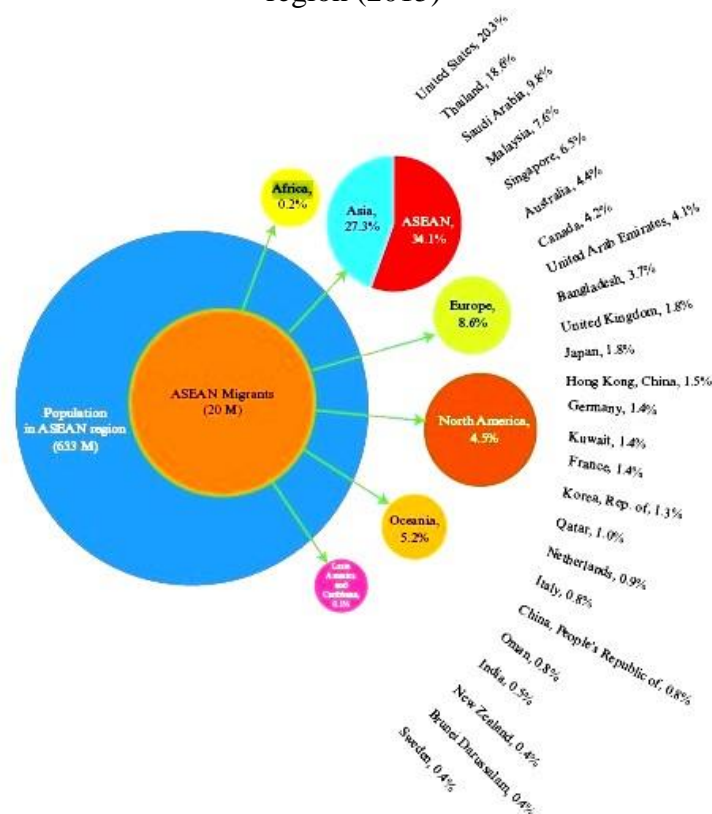 region (2015)
United States, 20.3%
Thailand, 18.6%
Saudi Arabia, 9.8%
Malaysia, 7.6%
Singapore, 6.5%
Australia, 4.4%
Canada, 4.2%
United Arab Emirates, 4.1%
Bangladesh, 3.7%
United Kingdom, 1.8%
Japan, 1.8%
Hong Kong, China, 1.5%
Germany, 1.4%
Kuwait, 1.4%
France, 1.4%
Korea, Rep. of, 1.3%
Qatar, 1.0%
Netherlands, 0.9%
Italy, 0.8%
China, People's Republic of, 0.8%
Oman, 0.8%
India, 0.5%
New Zealand, 0.4%
Brunei Darussalam, 0.4%
Sweden, 0.4%
Africa,
0.2%
Asia,
27.3%
ASEAN,
34.1%
Europe,
8.6%
North America,
4.5%
Oceania,
5.2%
Latin
America
and
Caribbean,
0.1%
ASEAN Migrants
(20 M)
Population
in ASEAN region
(633 M)